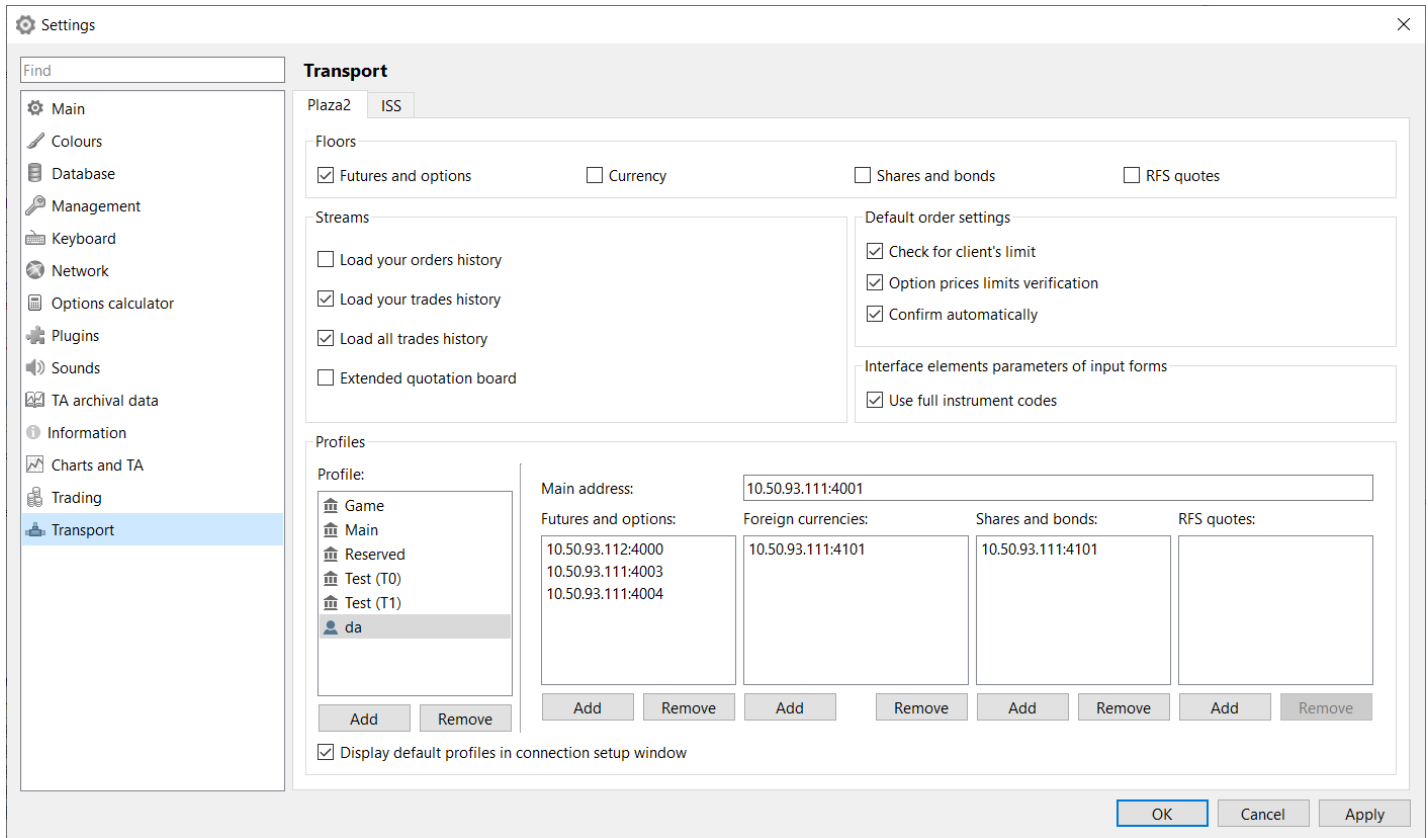 Settings
Find
Main
Colours
Database
Management
Keyboard
Network
Options calculator
Plugins
Sounds
TA archival data
Information
Charts and TA
Trading
Transport
Transport
Plaza2 ISS
Floors
Futures and options Currency Shares and bonds RFS quotes
Streams
Load your orders history
Load your trades history
Load all trades history
Extended quotation board
Default order settings
Check for client's limit
Option prices limits verification
Confirm automatically
Interface elements parameters of input forms
Use full instrument codes
Profiles
Profile:
Game
Main
Reserved
Test (T0)
Test (T1)
da
Add Remove
Main address: 10.50.93.111:4001
Futures and options: Foreign currencies: Shares and bonds: RFS quotes:
10.50.93.112:4000 10.50.93.111:4101 10.50.93.111:4101
10.50.93.111:4003
10.50.93.111:4004
Add Remove Add Remove Add Remove Add Remove
Display default profiles in connection setup window
OK Cancel Apply